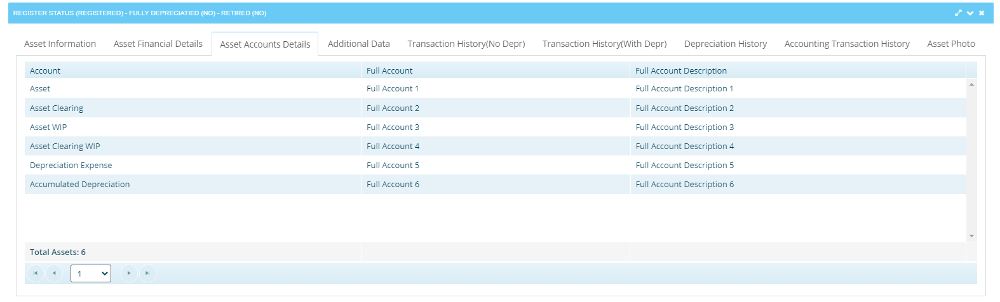 REGISTER STATUS (REGISTERED) - FULLY DEPRECIATIED (NO) - RETIRED (NO)
Asset Information Asset Financial Details Asset Accounts Details Additional Data Transaction History(No Depr) Transaction History(With Depr) Depreciation History Accounting Transaction History Asset Photo
Account Full Account Full Account Description
Asset Full Account 1 Full Account Description 1
Asset Clearing Full Account 2 Full Account Description 2
Asset WIP Full Account 3 Full Account Description 3
Asset Clearing WIP Full Account 4 Full Account Description 4
Depreciation Expense Full Account 5 Full Account Description 5
Accumulated Depreciation Full Account 6 Full Account Description 6
Total Assets: 6
1